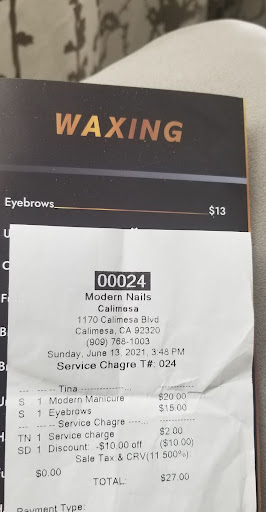 WAXING
Eyebrows
$13
00024
Modern Nails
Calimesa
1170 Calimesa Blvd
Calimesa, CA 92320
(909) 768-1003
Sunday, June 13, 2021, 3:48 PM
Service Chagre T#: 024
--- ---- -- Tina --------------
S 1 Modern Manicure $20.00
S 1 Eyebrows $15.00
--- ---- -- Service Chagre ----... --------
TN 1 Service charge $2.00
SD 1 Discount: -$10.00 off ($10.00)
Sale Tax & CRV(11.500%)
$0.00
TOTAL: $27.00
Payment Type: